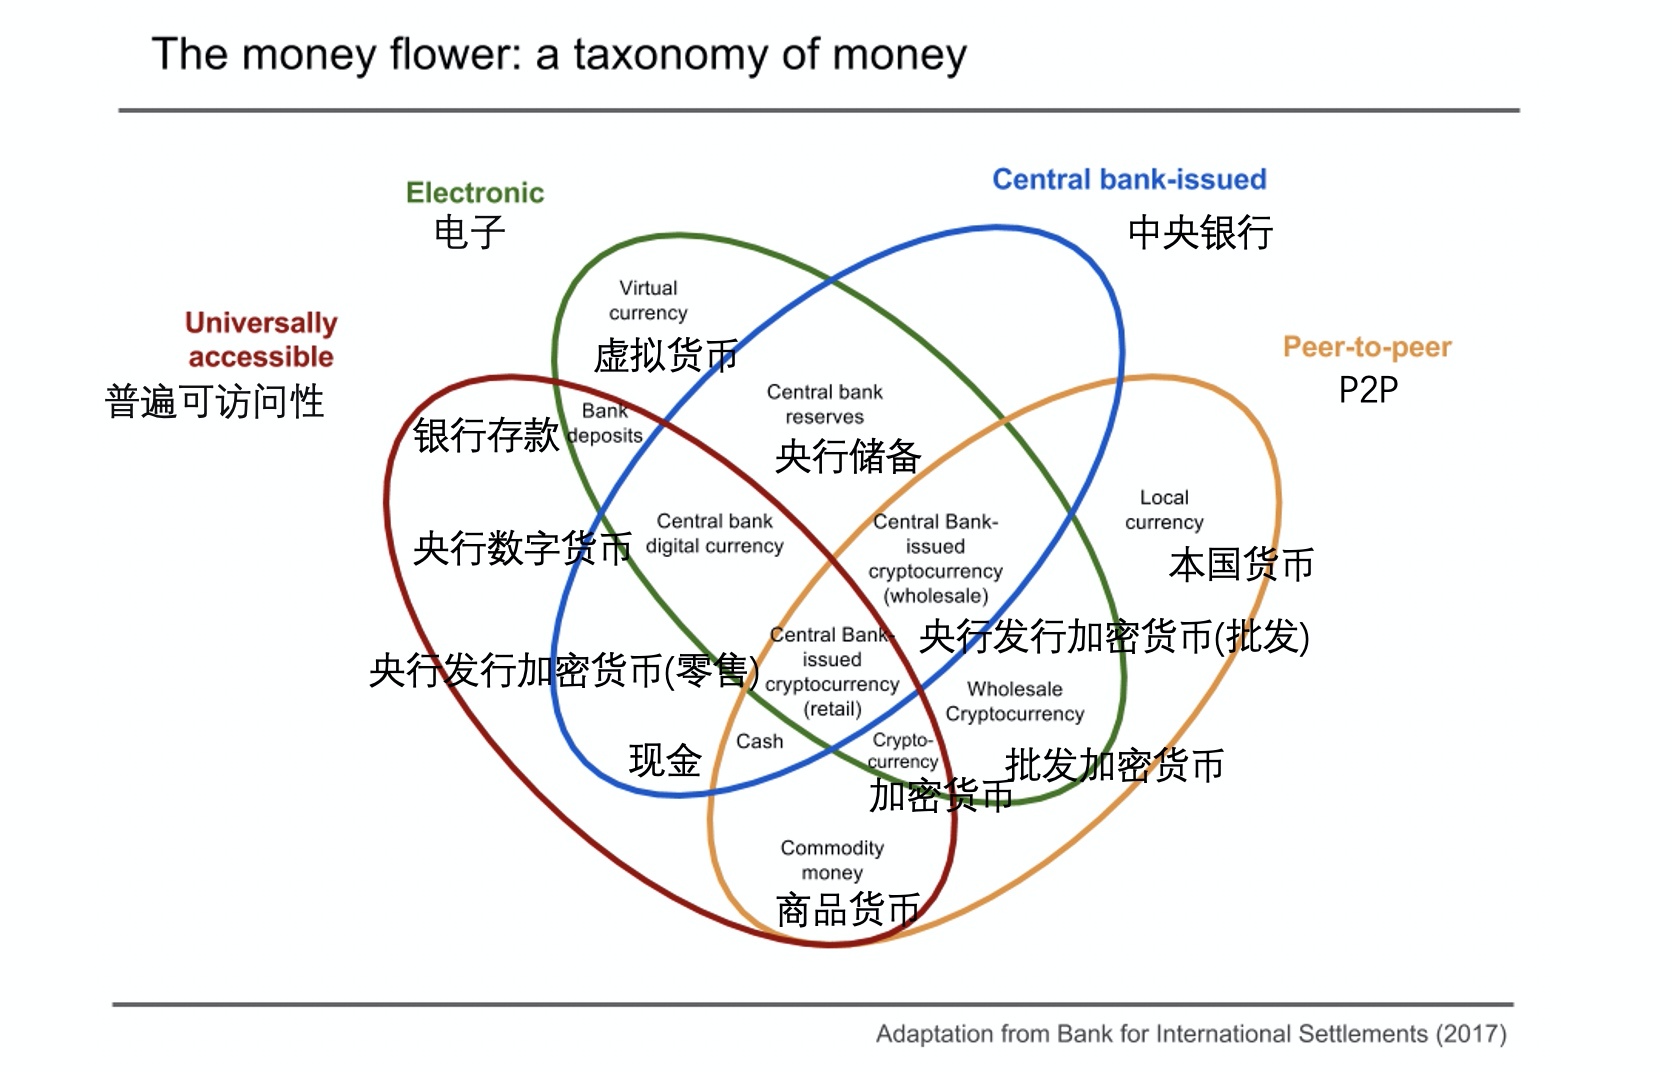 The money flower: a taxonomy of money
Electronic
电子
Central bank-issued
中央银行
Universally
accessible
普遍可访问性
Peer-to-peer
P2P
Virtual
currency
虚拟货币
Bank
deposits
银行存款
Central bank
reserves
央行储备
Local
currency
本国货币
Central bank
digital currency
央行数字货币
Central Bank-
issued
cryptocurrency
(wholesale)
央行发行加密货币(批发)
Central Bank-
issued
cryptocurrency
(retail)
央行发行加密货币(零售)
Wholesale
Cryptocurrency
批发加密货币
Cash
现金
Crypto-
currency
加密货币
Commodity
money
商品货币
Adaptation from Bank for International Settlements (2017)